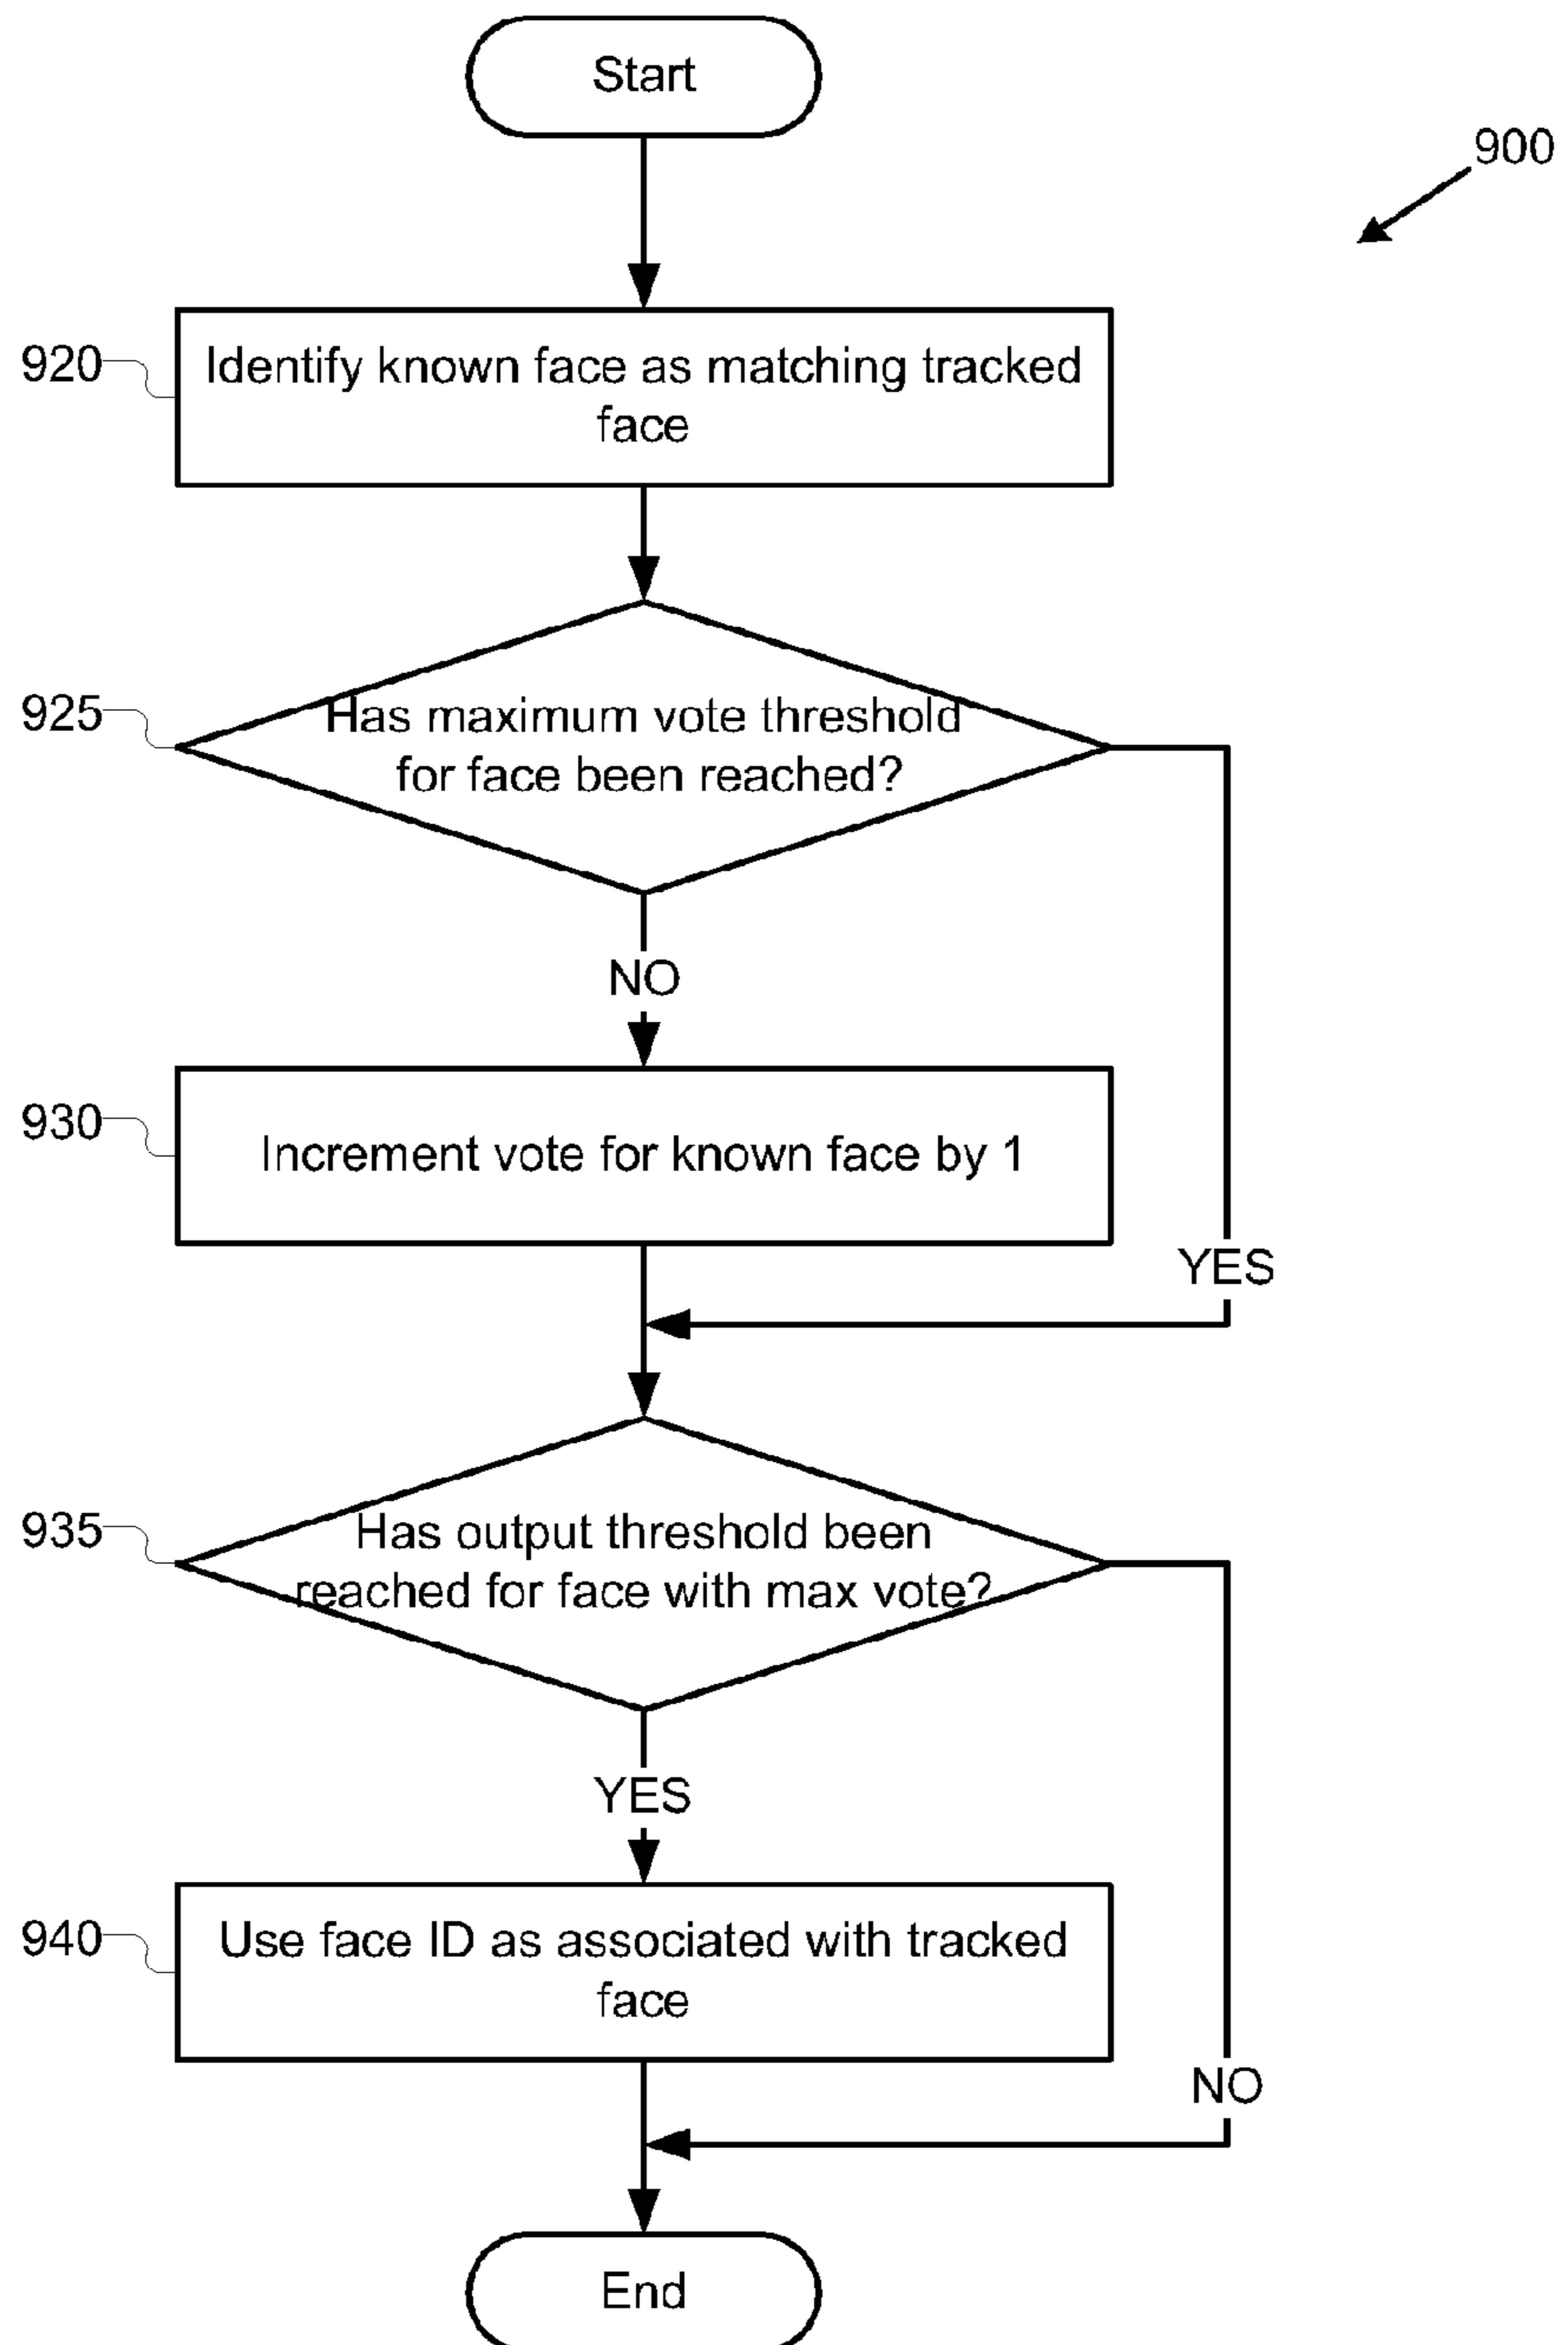 Start
900
920
Identify known face as matching tracked
face
925
Has maximum vote threshold
for face been reached?
NO
930
Increment vote for known face by 1
YES
935
Has output threshold been
reached for face with max vote?
YES
940
Use face ID as associated with tracked
face
NO
End